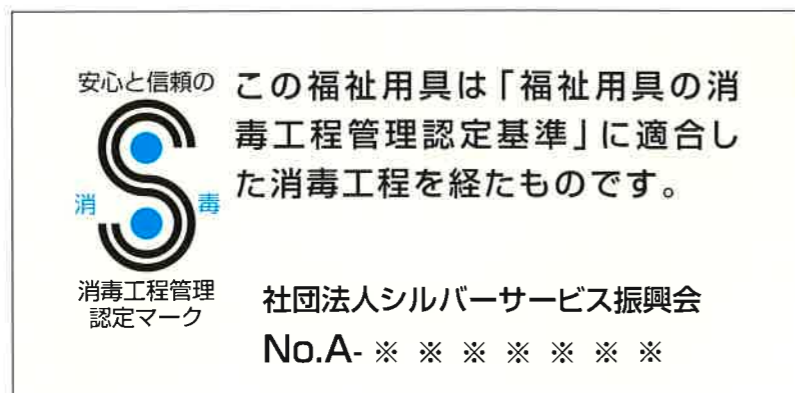 安心と信頼の
消 毒
消毒工程管理
認定マーク
この福祉用具は「福祉用具の消
毒工程管理認定基準」に適合し
た消毒工程を経たものです。
社団法人シルバーサービス振興会
No.A-※※※※※※※